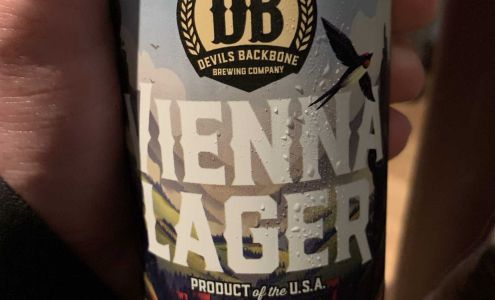 DB
DEVILS BACKBONE
BREWING COMPANY
VIENNA
LAGER
PRODUCT of the U.S.A.